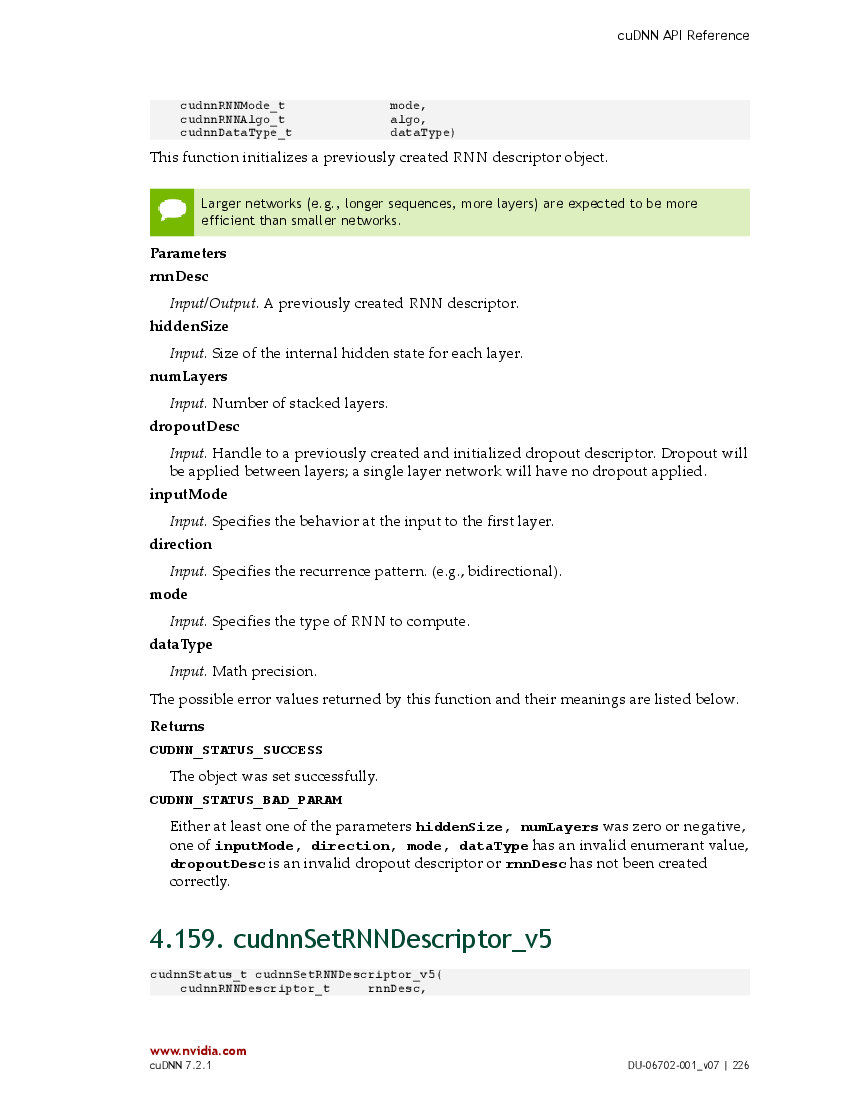 cuDNN API Reference
cudnnRNNMode_t mode,
cudnnRNNAlgo_t algo,
cudnnDataType_t dataType)
This function initializes a previously created RNN descriptor object.
Larger networks (e.g., longer sequences, more layers) are expected to be more
efficient than smaller networks.
Parameters
rnnDesc
Input/Output. A previously created RNN descriptor.
hiddenSize
Input. Size of the internal hidden state for each layer.
numLayers
Input. Number of stacked layers.
dropoutDesc
Input. Handle to a previously created and initialized dropout descriptor. Dropout will
be applied between layers; a single layer network will have no dropout applied.
inputMode
Input. Specifies the behavior at the input to the first layer.
direction
Input. Specifies the recurrence pattern. (e.g., bidirectional).
mode
Input. Specifies the type of RNN to compute.
dataType
Input. Math precision.
The possible error values returned by this function and their meanings are listed below.
Returns
CUDNN_STATUS_SUCCESS
The object was set successfully.
CUDNN_STATUS_BAD_PARAM
Either at least one of the parameters hiddenSize, numLayers was zero or negative,
one of inputMode, direction, mode, dataType has an invalid enumerant value,
dropoutDesc is an invalid dropout descriptor or rnnDesc has not been created
correctly.
4.159. cudnnSetRNNDescriptor_v5
cudnnStatus_t cudnnSetRNNDescriptor_v5(
cudnnRNNDescriptor_t rnnDesc,
www.nvidia.com
cuDNN 7.2.1 DU-06702-001_v07 | 226